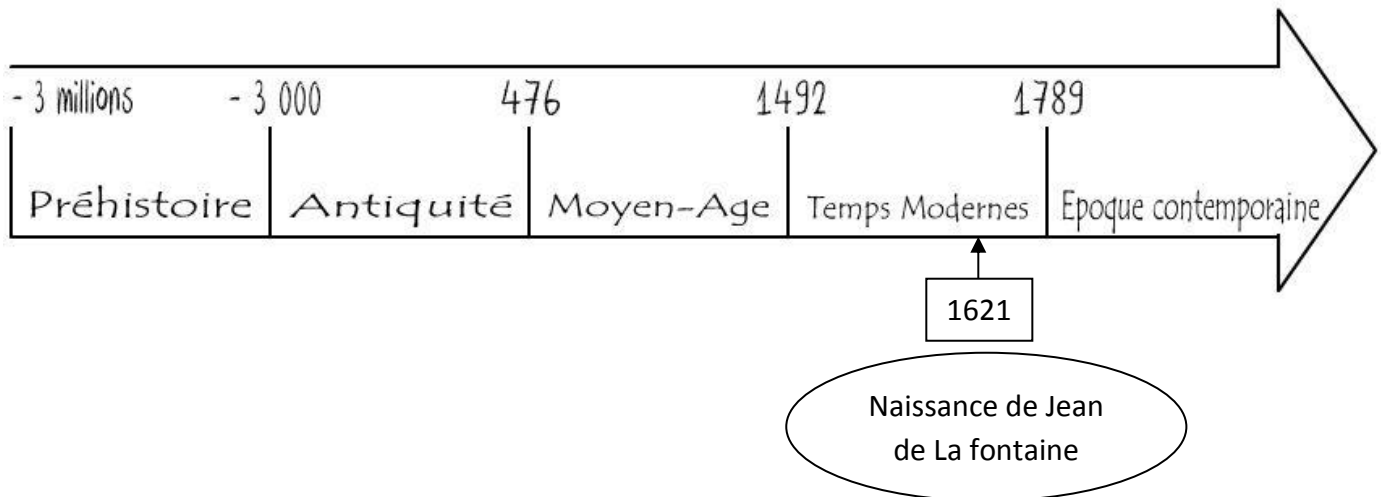 - 3 millions - 3 000 476 1492 1789
Préhistoire Antiquité Moyen-Age Temps Modernes Epoque contemporaine
1621
Naissance de Jean
de La fontaine